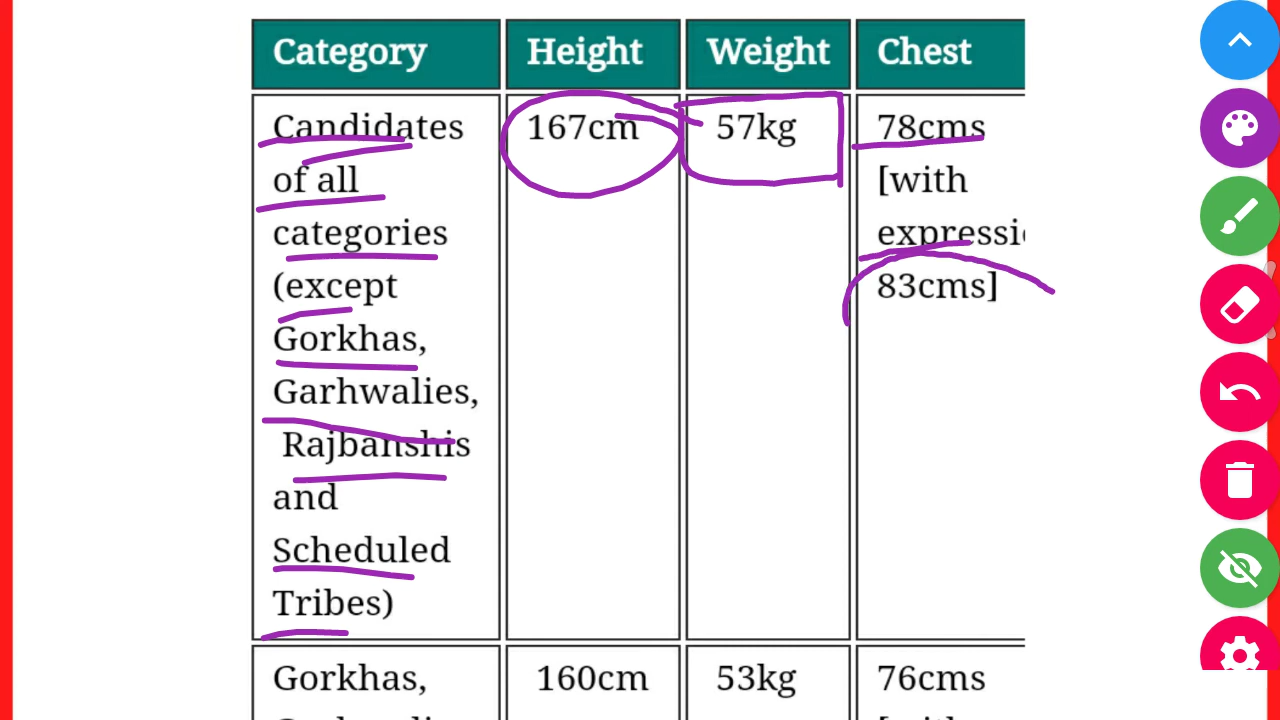 Category Height Weight Chest
Candidates 167cm 57kg 78cms
of all [with
categories
(except 83cms]
Gorkhas,
Garhwalies,
Rajbanshis
and
Scheduled
Tribes)
Gorkhas, 160cm 53kg 76cms